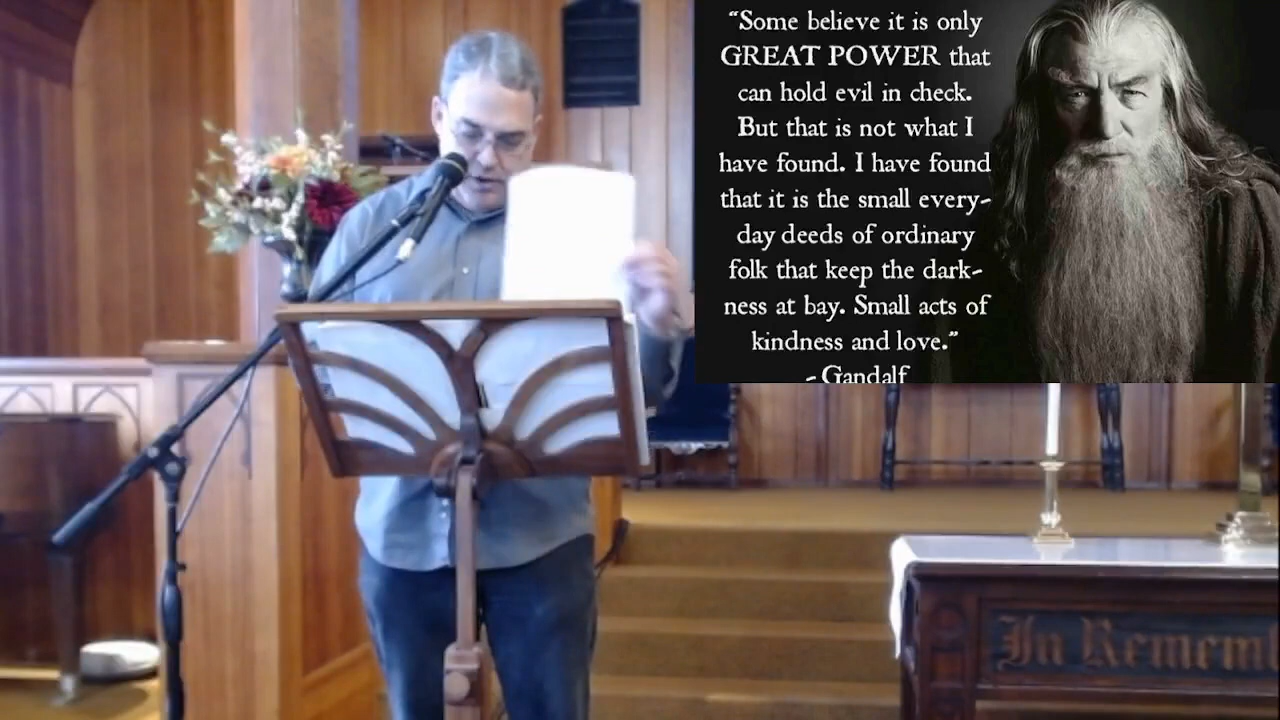 “Some believe it is only
GREAT POWER that
can hold evil in check.
But that is not what I
have found. I have found
that it is the small every-
day deeds of ordinary
folk that keep the dark-
ness at bay. Small acts of
kindness and love.”
- Gandalf
In Rememb